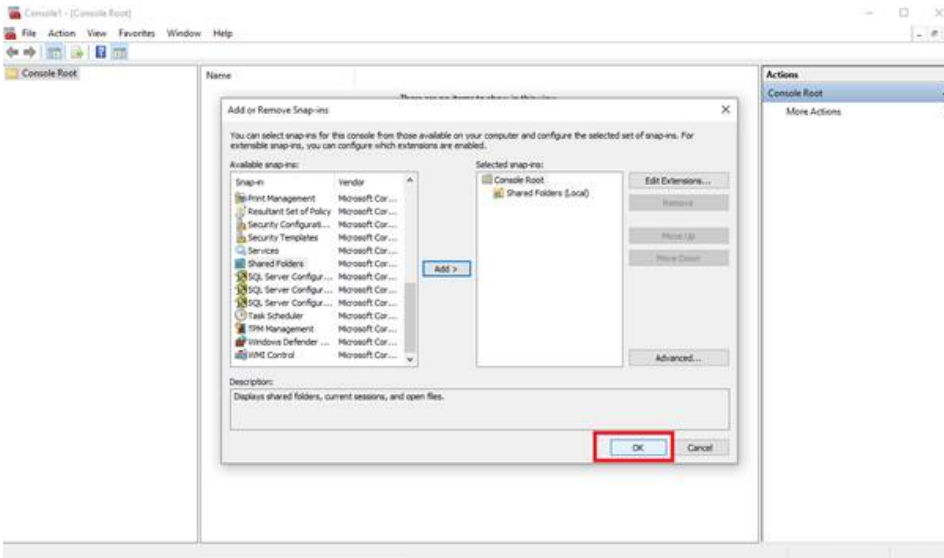 Console1 - [Console Root]
File Action View Favorites Window Help
Console Root
Name
Actions
Console Root
More Actions
There are no items to show in this view.
Add or Remove Snap-ins
You can select snap-ins for this console from those available on your computer and configure the selected set of snap-ins. For
extensible snap-ins, you can configure which extensions are enabled.
Available snap-ins:
Snap-in Vendor
Print Management Microsoft Cor...
Resultant Set of Policy Microsoft Cor...
Security Configurati... Microsoft Cor...
Security Templates Microsoft Cor...
Services Microsoft Cor...
Shared Folders Microsoft Cor...
SQL Server Configur... Microsoft Cor...
SQL Server Configur... Microsoft Cor...
SQL Server Configur... Microsoft Cor...
Task Scheduler Microsoft Cor...
TPM Management Microsoft Cor...
Windows Defender ... Microsoft Cor...
WMI Control Microsoft Cor...
Add >
Selected snap-ins:
Console Root
Shared Folders (Local)
Edit Extensions...
Remove
Move Up
Move Down
Advanced...
Description:
Displays shared folders, current sessions, and open files.
OK Cancel